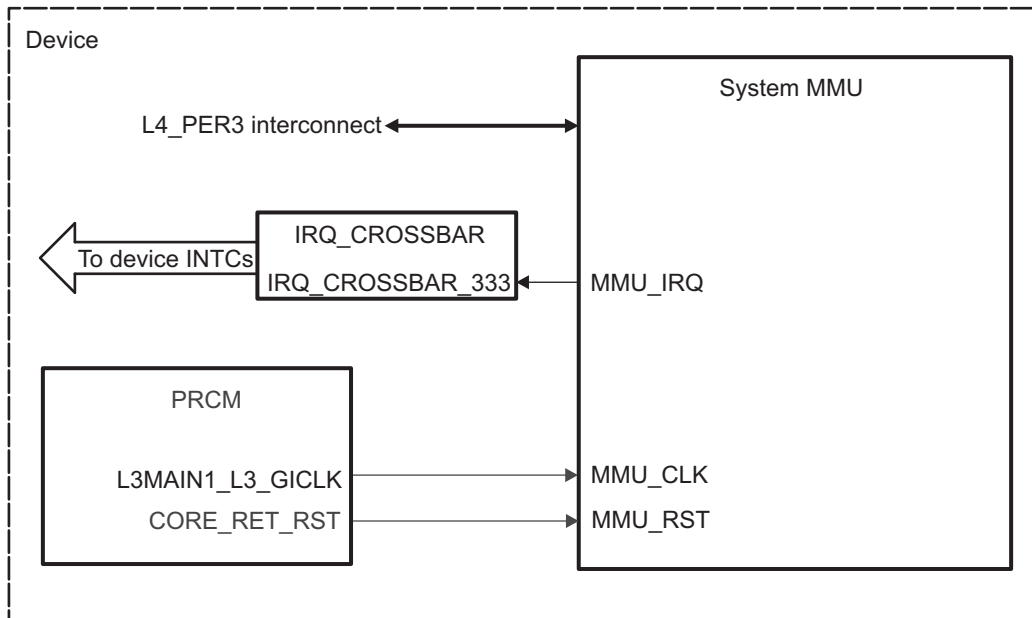 Device
System MMU
L4_PER3 interconnect
IRQ_CROSSBAR
To device INTCs
IRQ_CROSSBAR_333
MMU_IRQ
PRCM
L3MAIN1_L3_GICLK
MMU_CLK
CORE_RET_RST
MMU_RST